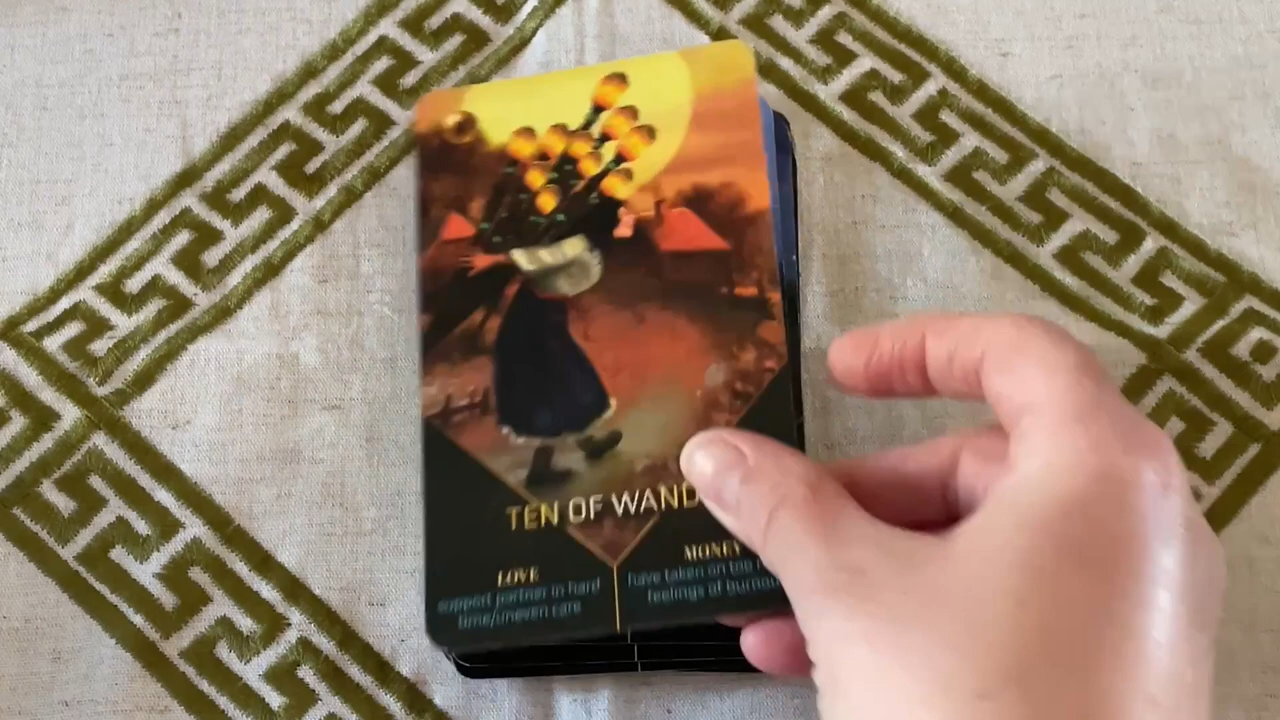 TEN OF WAND
LOVE
support partner in hard
time/uneven care
MONEY
have taken on too
feelings of burnou